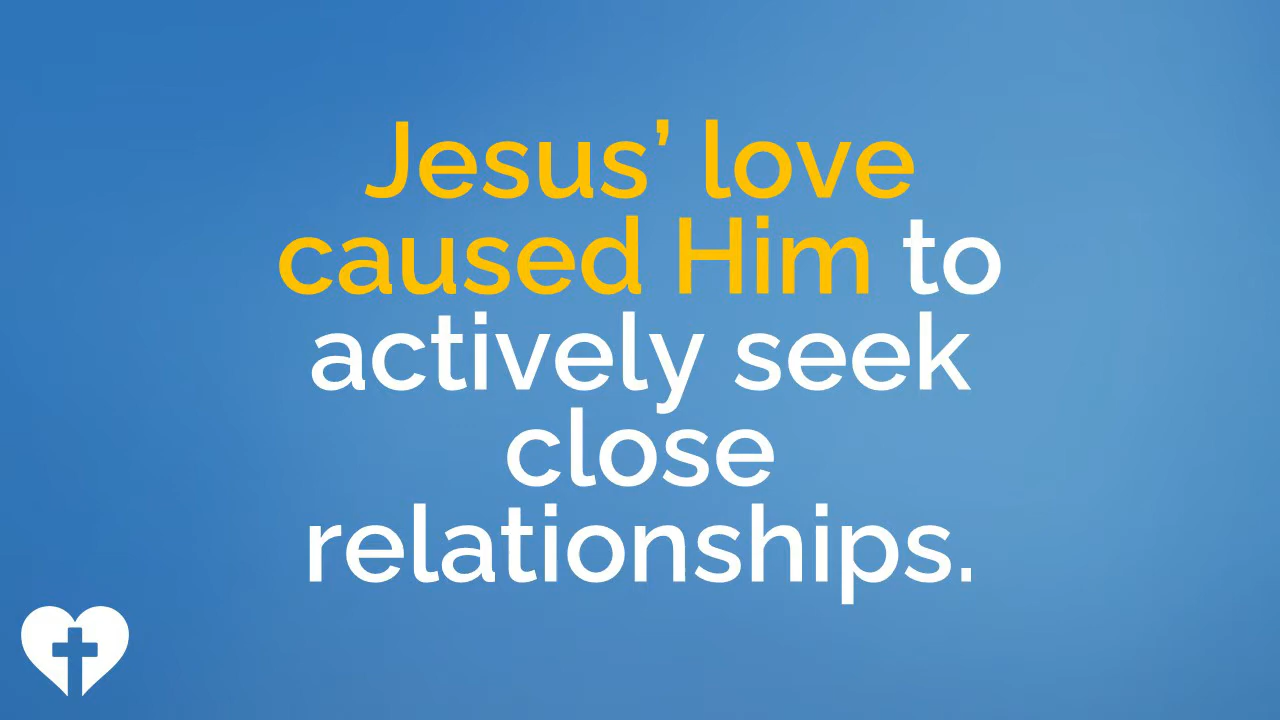 Jesus’ love
caused Him to
actively seek
close
relationships.